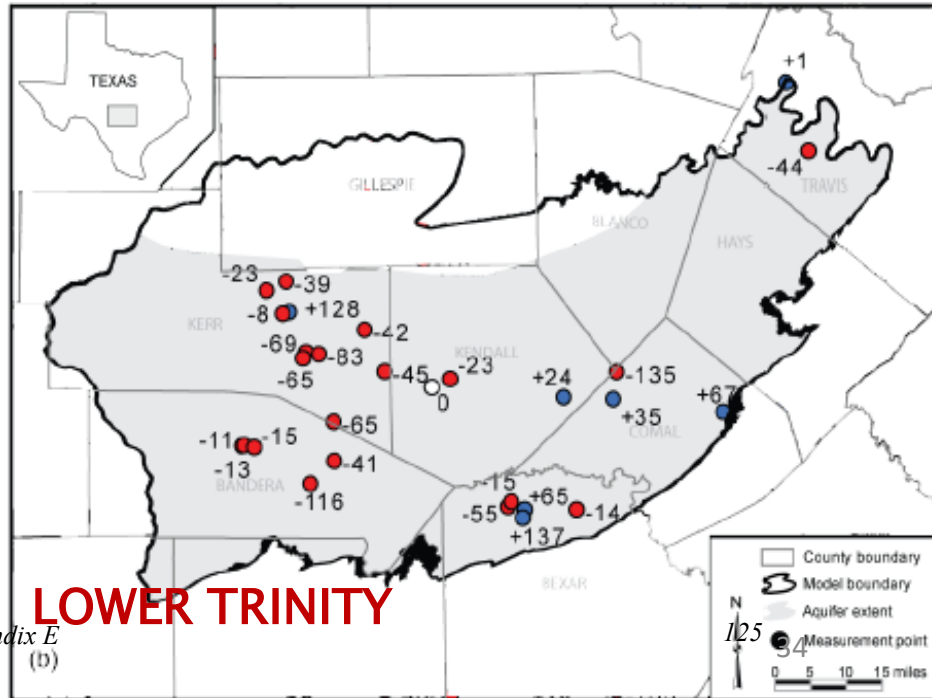 TEXAS
+1
-44
TRAVIS
GILLESPIE
BLANCO
HAYS
-23
-39
-8
+128
KERR
-42
-69
-83
KENDALL
-65
-45
-23
0
+24
-135
+35
+67
COMAL
-65
-11
-15
-13
-41
BANDERA
-116
-15
+65
-55
-14
+137
BEXAR
LOWER TRINITY
ndix E
(b)
County boundary
Model boundary
Aquifer extent
Measurement point
N
125
34
0 5 10 15 miles